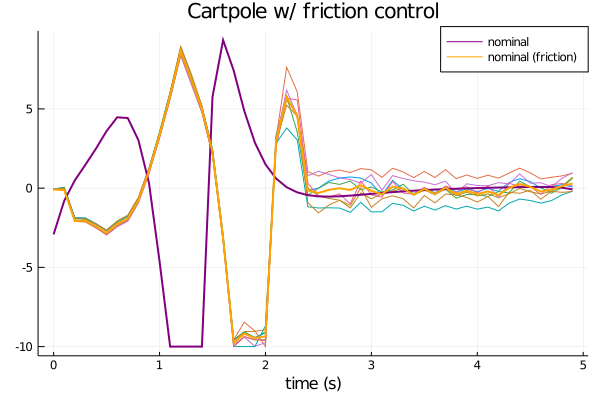 Cartpole w/ friction control
nominal
nominal (friction)
5
0
-5
-10
0 1 2 3 4 5
time (s)